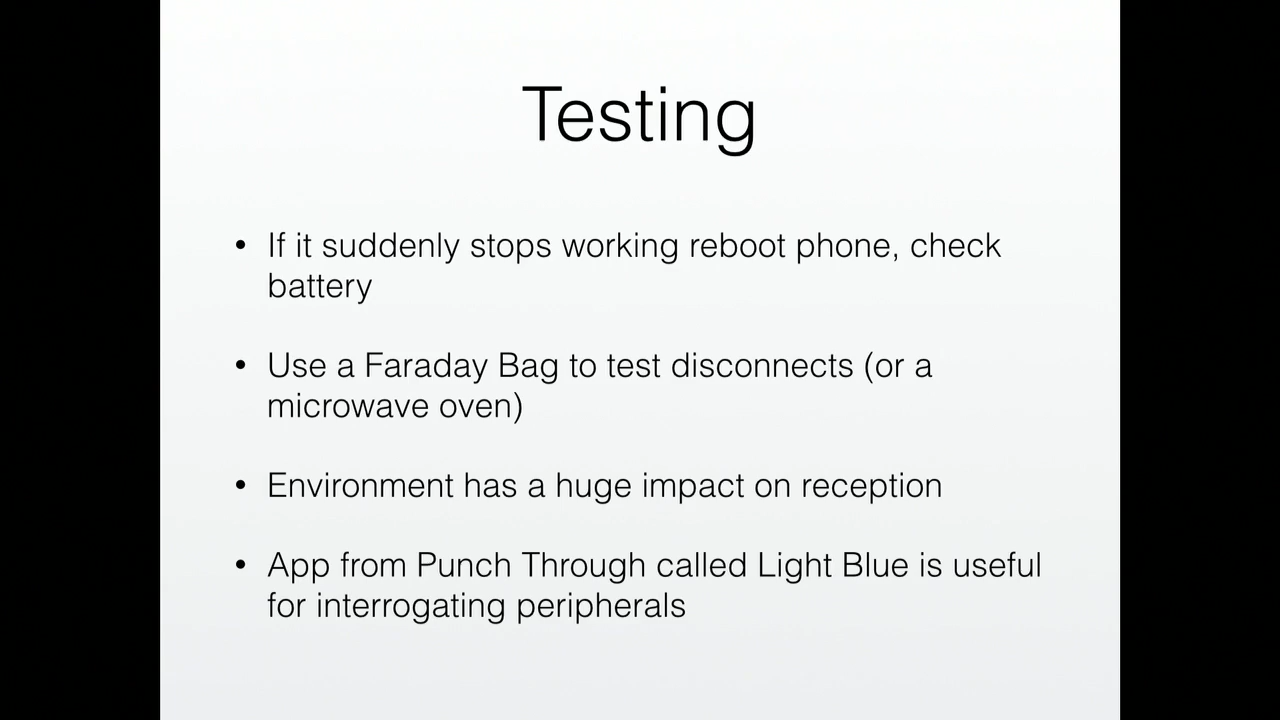 Testing
• If it suddenly stops working reboot phone, check
battery
• Use a Faraday Bag to test disconnects (or a
microwave oven)
• Environment has a huge impact on reception
• App from Punch Through called Light Blue is useful
for interrogating peripherals